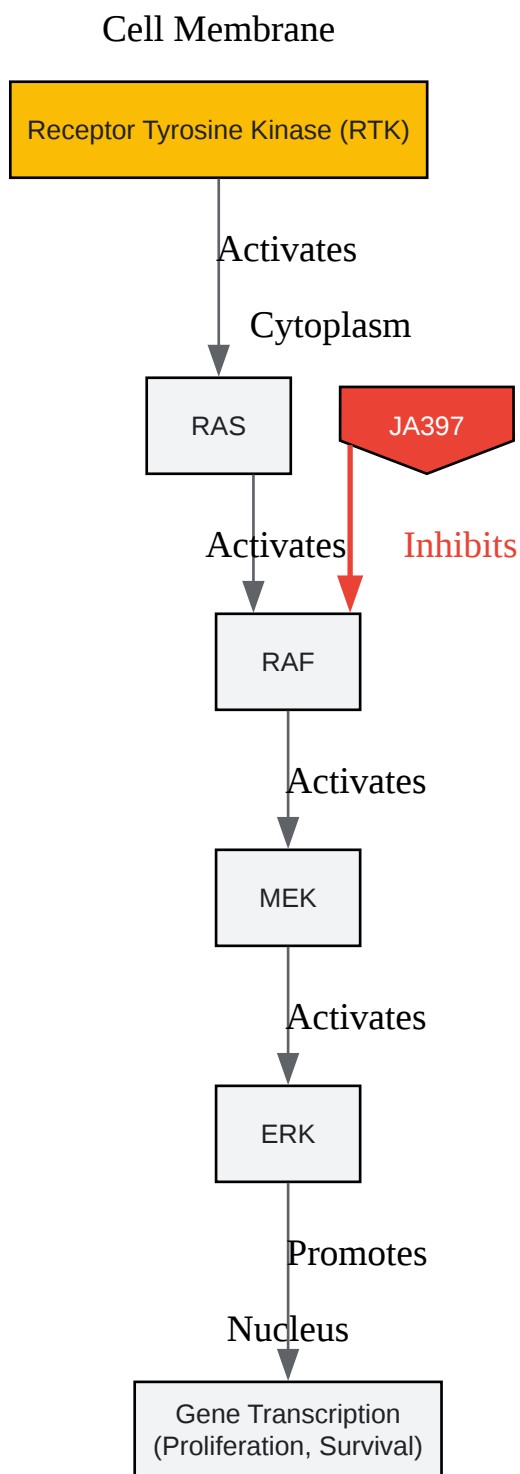 Cell Membrane
Receptor Tyrosine Kinase (RTK)
Activates
Cytoplasm
RAS
JA397
Activates
Inhibits
RAF
Activates
MEK
Activates
ERK
Promotes
Nucleus
Gene Transcription
(Proliferation, Survival)